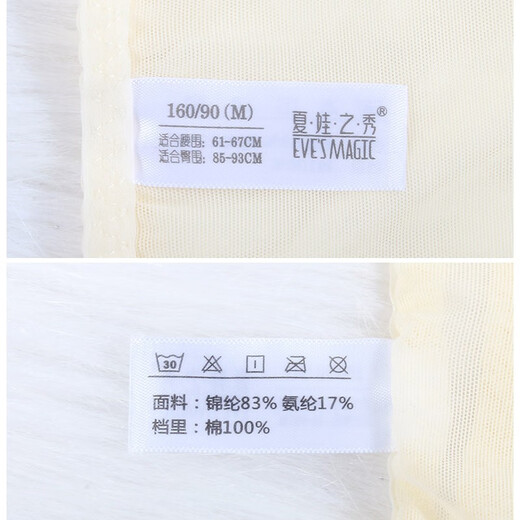 160/90 (M)
适合腰围: 61-67CM
适合臀围: 85-93CM
夏·娃·之·秀®
EVE'S MAGIC
30
面料：锦纶83% 氨纶17%
档里：棉100%